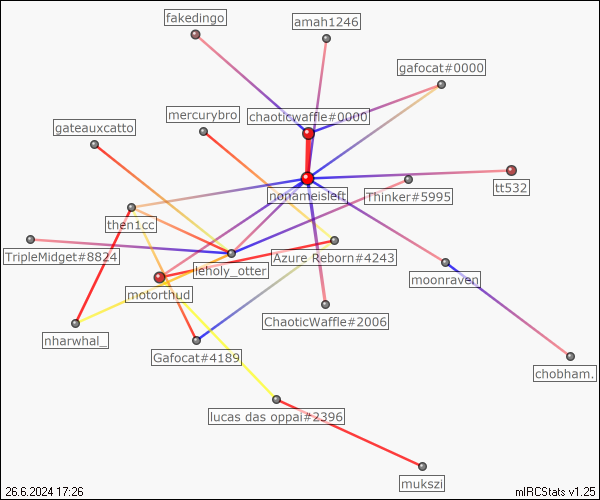 fakedingo
amah1246
gafocat#0000
mercurybro
chaoticwaffle#0000
gateauxcatto
nonameisleft
Thinker#5995
tt532
then1cc
TripleMidget#8824
leholy_otter
Azure Reborn#4243
moonraven
motorthud
ChaoticWaffle#2006
nharwhal_
Gafocat#4189
chobham.
lucas das oppai#2396
mukszi
26.6.2024 17:26
mIRCStats v1.25